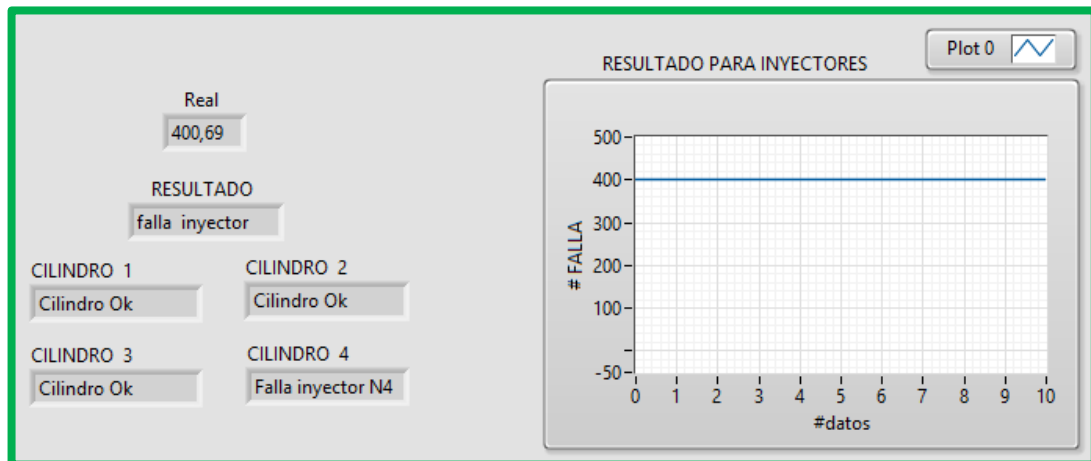 Real
400,69
RESULTADO
falla inyector
CILINDRO 1
Cilindro Ok
CILINDRO 2
Cilindro Ok
CILINDRO 3
Cilindro Ok
CILINDRO 4
Falla inyector N4
RESULTADO PARA INYECTORES
Plot 0
# FALLA
500
400
300
200
100
-50
0 1 2 3 4 5 6 7 8 9 10
#datos